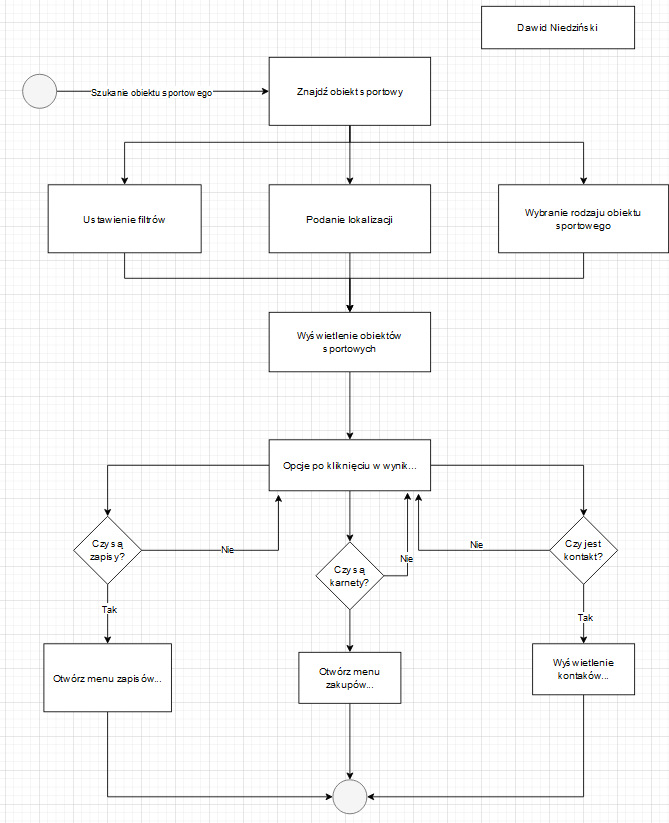 Dawid Niedziński
Szukanie obiektu sportowego
Znajdź obiekt sportowy
Ustawienie filtrów
Podanie lokalizacji
Wybranie rodzaju obiektu
sportowego
Wyświetlenie obiektów
sportowych
Opcje po kliknięciu w wynik...
Czy są
zapisy?
Nie
Czy są
karnety?
Nie
Nie
Czy jest
kontakt?
Tak
Tak
Otwórz menu zapisów...
Otwórz menu
zakupów...
Wyświetlenie
kontaków...